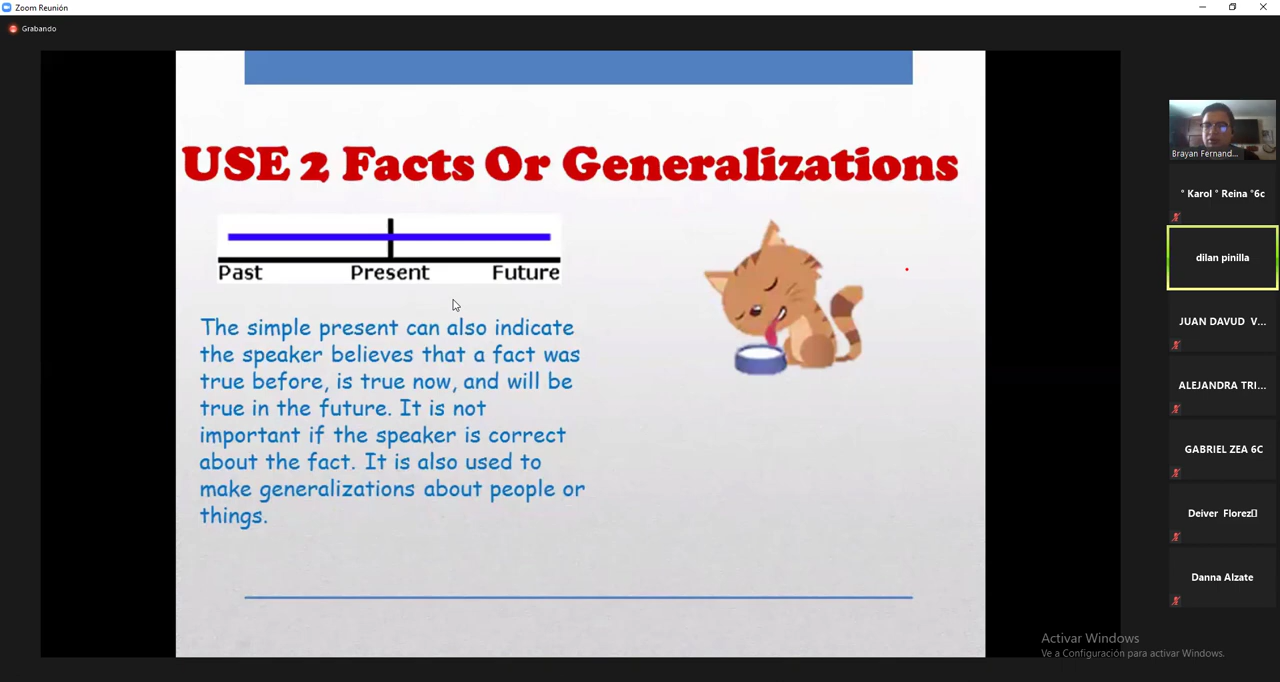 Zoom Reunión
Grabando
USE 2 Facts Or Generalizations
Past Present Future
The simple present can also indicate
the speaker believes that a fact was
true before, is true now, and will be
true in the future. It is not
important if the speaker is correct
about the fact. It is also used to
make generalizations about people or
things.
Brayan Fernand...
° Karol ° Reina °6c
dilan pinilla
JUAN DAVUD V...
ALEJANDRA TRI...
GABRIEL ZEA 6C
Deiver Florez▯
Danna Alzate
Activar Windows
Ve a Configuración para activar Windows.